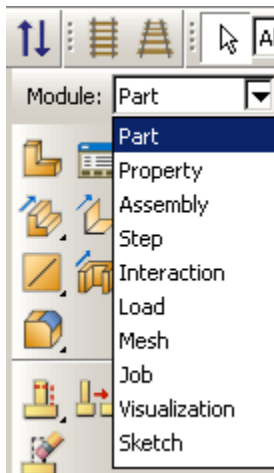 Module: Part
Part
Property
Assembly
Step
Interaction
Load
Mesh
Job
Visualization
Sketch